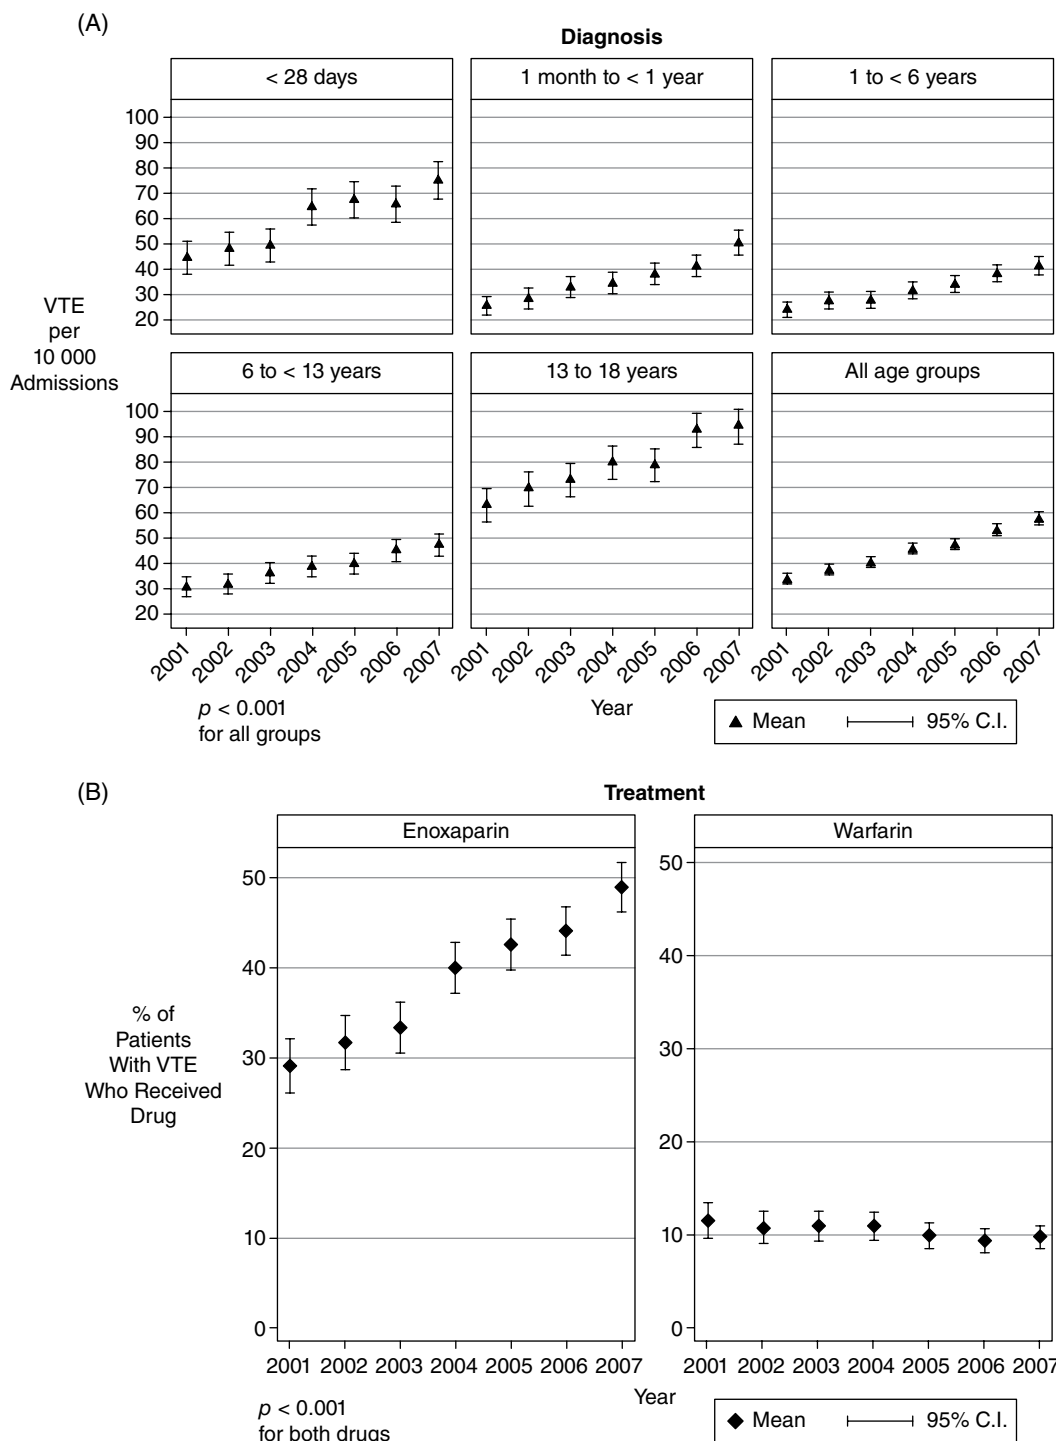 (A)
Diagnosis
< 28 days
1 month to < 1 year
1 to < 6 years
100
90
80
70
60
50
40
30
20
VTE
per
10 000
Admissions
6 to < 13 years
13 to 18 years
All age groups
100
90
80
70
60
50
40
30
20
2001 2002 2003 2004 2005 2006 2007
2001 2002 2003 2004 2005 2006 2007
2001 2002 2003 2004 2005 2006 2007
p < 0.001
for all groups
Year
Mean 95% C.I.
(B)
Treatment
Enoxaparin
Warfarin
50
40
30
20
10
0
50
40
30
20
10
0
% of
Patients
With VTE
Who Received
Drug
2001 2002 2003 2004 2005 2006 2007
2001 2002 2003 2004 2005 2006 2007
Year
p < 0.001
for both drugs
Mean 95% C.I.